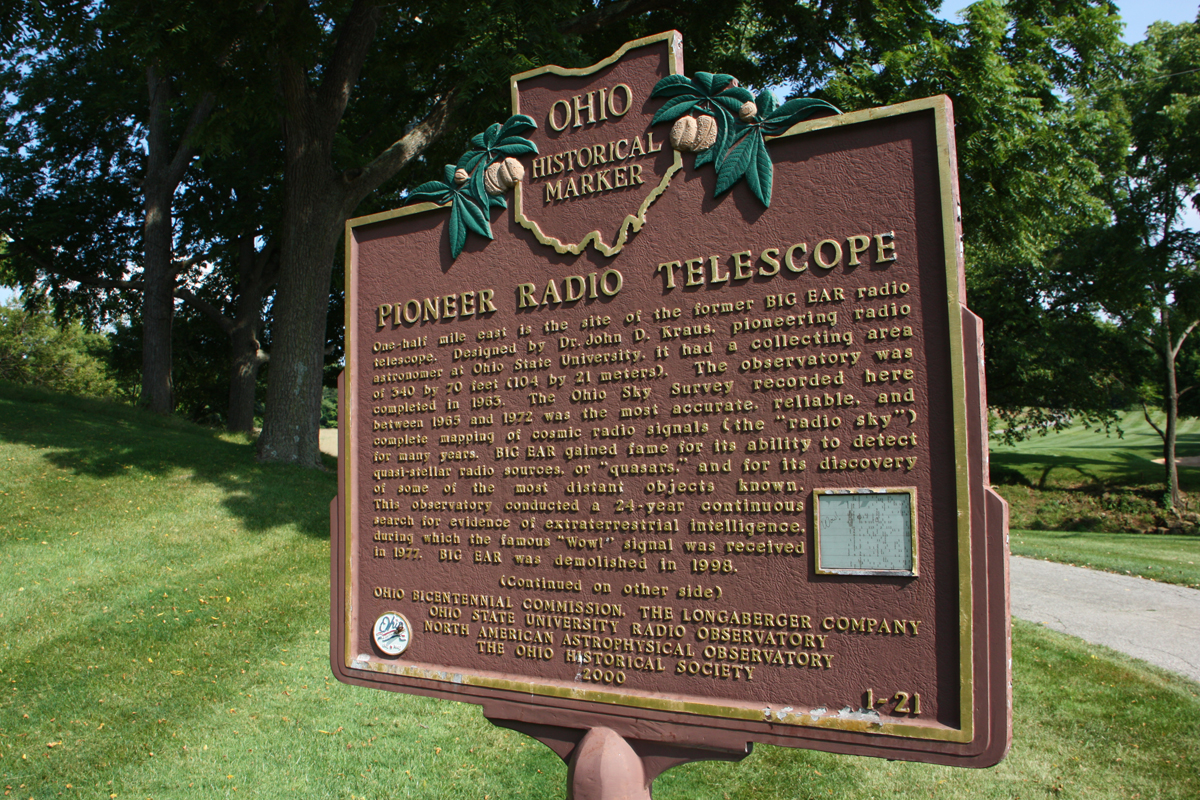 OHIO
HISTORICAL
MARKER
PIONEER RADIO TELESCOPE
One-half mile east is the site of the former BIG EAR radio
telescope. Designed by Dr. John D. Kraus, pioneering radio
astronomer at Ohio State University, it had a collecting area
of 340 by 70 feet (104 by 21 meters). The observatory was
completed in 1963. The Ohio Sky Survey recorded here
between 1965 and 1972 was the most accurate, reliable, and
complete mapping of cosmic radio signals (the "radio sky")
for many years. BIG EAR gained fame for its ability to detect
quasi-stellar radio sources, or "quasars," and for its discovery
of some of the most distant objects known.
This observatory conducted a 24-year continuous
search for evidence of extraterrestrial intelligence,
during which the famous "Wow!" signal was received
in 1977. BIG EAR was demolished in 1998.
(Continued on other side)
OHIO BICENTENNIAL COMMISSION, THE LONGABERGER COMPANY
OHIO STATE UNIVERSITY RADIO OBSERVATORY
NORTH AMERICAN ASTROPHYSICAL OBSERVATORY
THE OHIO HISTORICAL SOCIETY
2000
Ohio
1-21